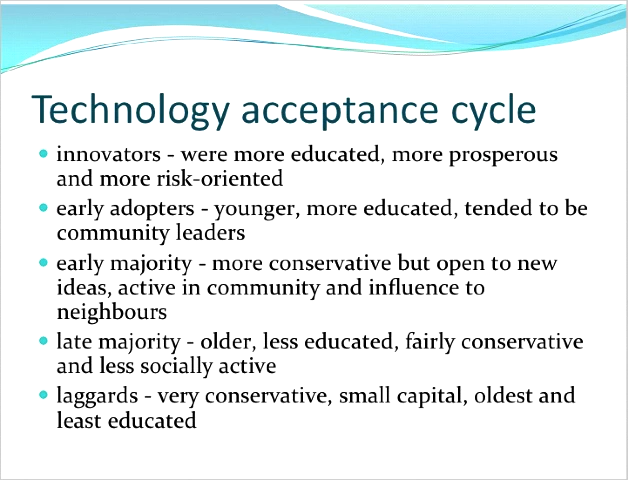 Technology acceptance cycle
innovators - were more educated, more prosperous
and more risk-oriented
early adopters - younger, more educated, tended to be
community leaders
early majority - more conservative but open to new
ideas, active in community and influence to
neighbours
late majority - older, less educated, fairly conservative
and less socially active
laggards - very conservative, small capital, oldest and
least educated